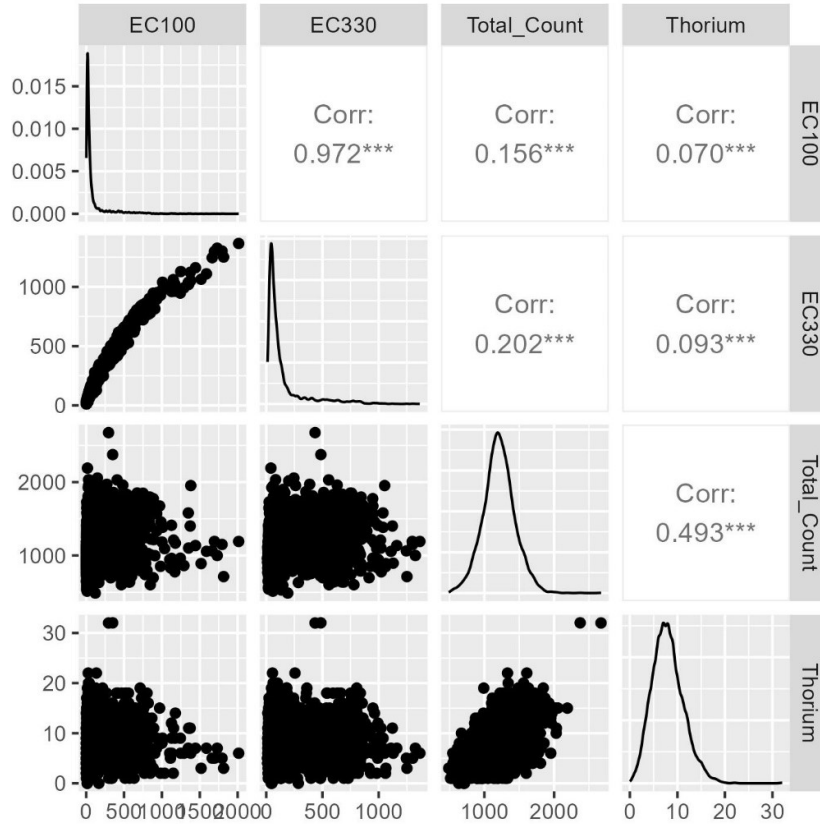 EC100 EC330 Total_Count Thorium
0.015
0.010
0.005
0.000
Corr:
0.972***
Corr:
0.156***
Corr:
0.070***
EC100
1000
500
0
Corr:
0.202***
Corr:
0.093***
EC330
2000
1000
Corr:
0.493***
Total_Count
30
20
10
0
Thorium
0 500 1000 1500 2000 0 500 1000 1000 2000 0 10 20 30